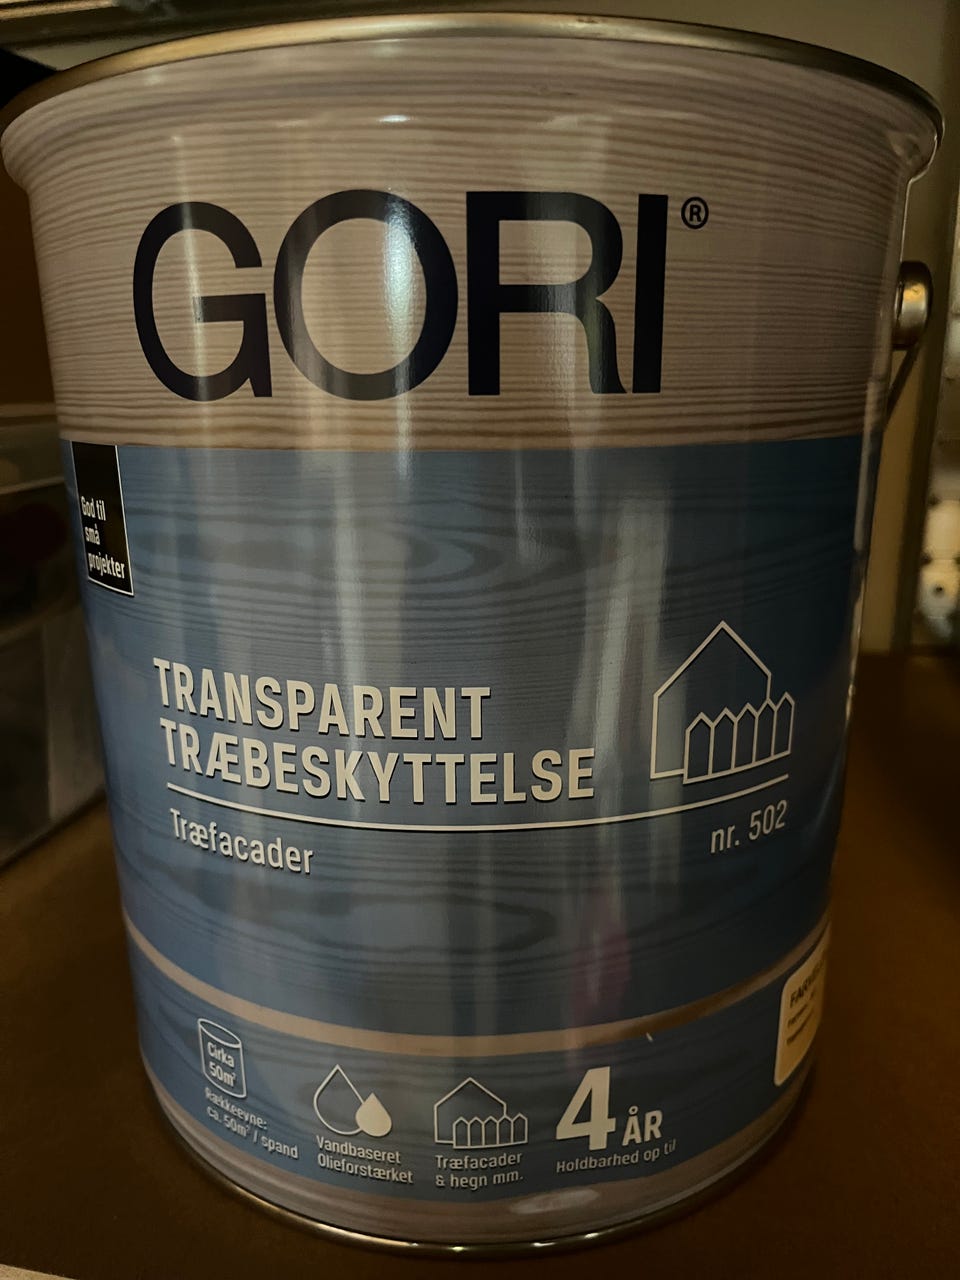 GORI®
God til
små
projekter
TRANSPARENT
TRÆBESKYTTELSE
Træfacader
nr. 502
Cirka
50m²
Rækkeevne:
ca. 50m² / spand
Vandbaseret
Olieforstærket
Træfacader
& hegn mm.
4 ÅR
Holdbarhed op til